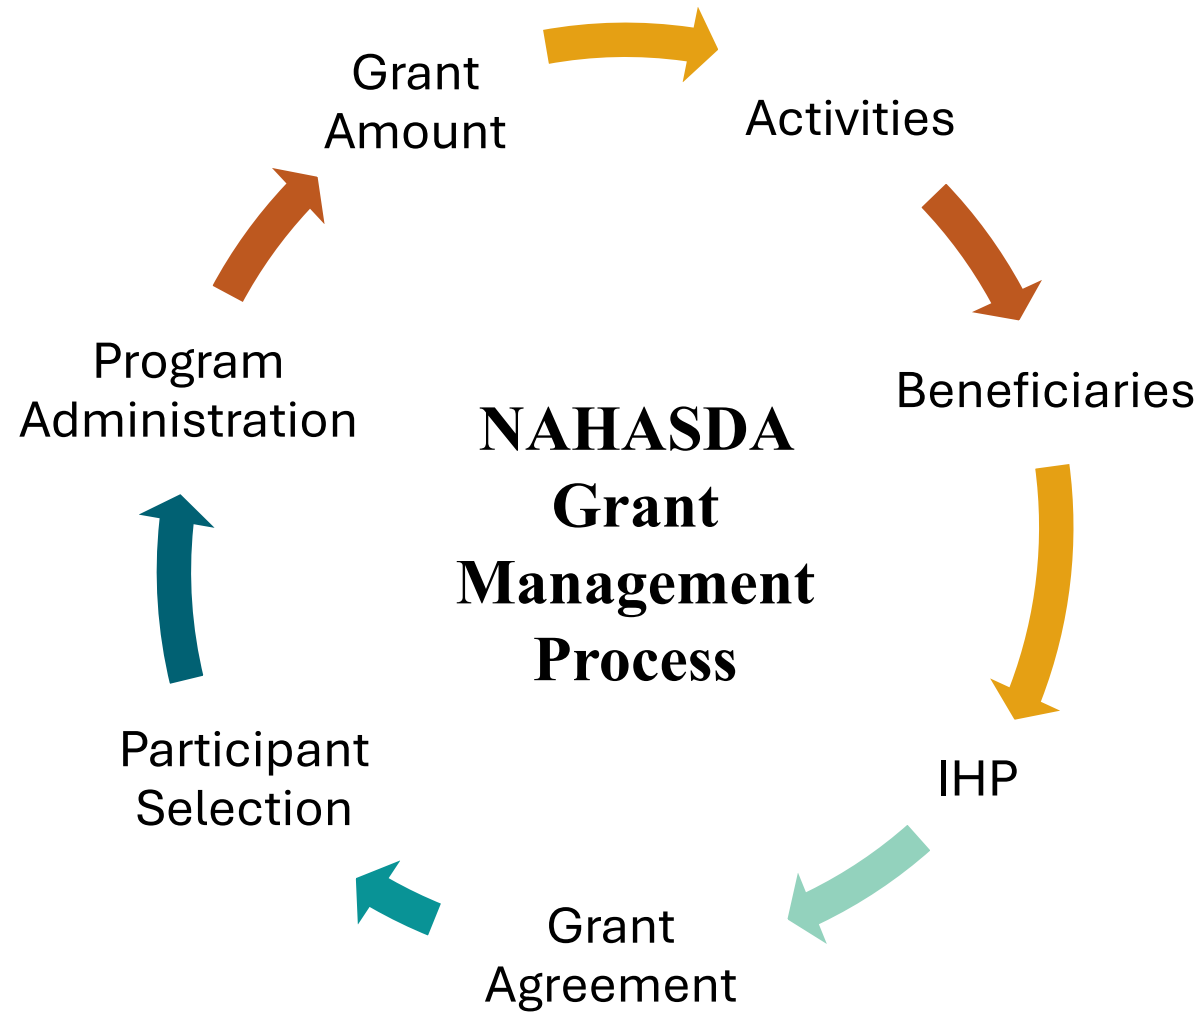 Grant
Amount
Activities
Beneficiaries
IHP
Grant
Agreement
Participant
Selection
Program
Administration
NAHASDA
Grant
Management
Process